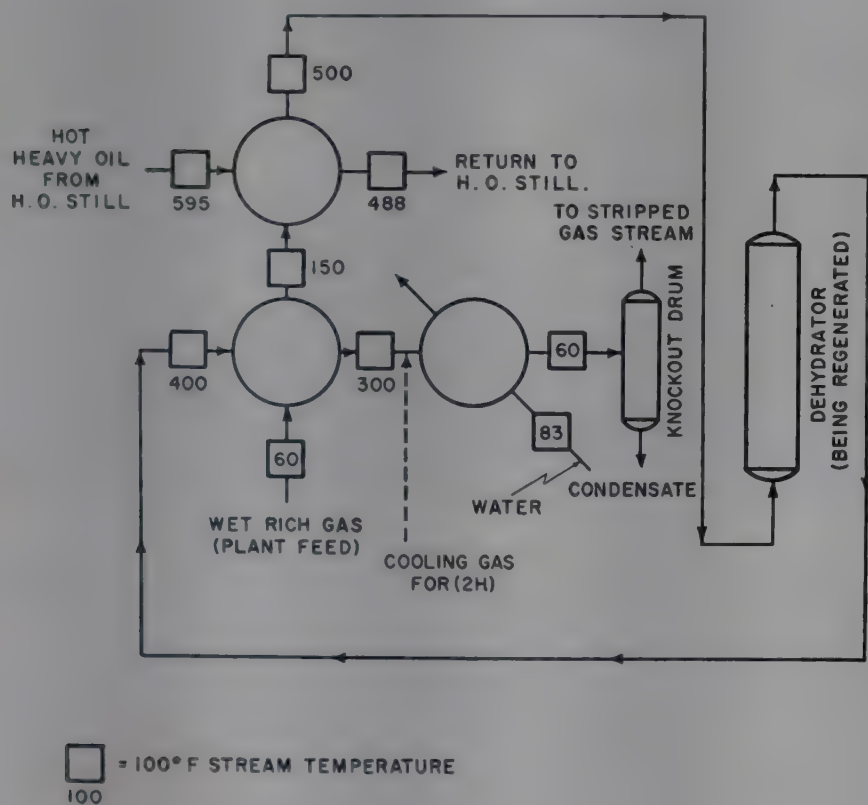 500
HOT
HEAVY OIL
FROM
H.O. STILL
595
488
RETURN TO
H.O. STILL.
TO STRIPPED
GAS STREAM
150
400
300
60
KNOCKOUT DRUM
DEHYDRATOR
(BEING REGENERATED)
60
83
WATER
CONDENSATE
WET RICH GAS
(PLANT FEED)
COOLING GAS
FOR (2H)
= 100° F STREAM TEMPERATURE
100